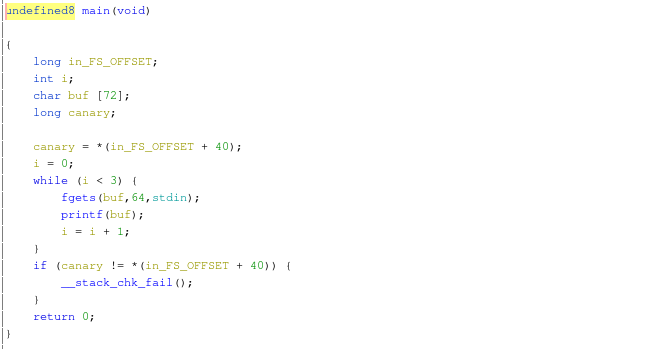 undefined8 main(void)
{
long in_FS_OFFSET;
int i;
char buf [72];
long canary;
canary = *(in_FS_OFFSET + 40);
i = 0;
while (i < 3) {
fgets(buf,64,stdin);
printf(buf);
i = i + 1;
}
if (canary != *(in_FS_OFFSET + 40)) {
__stack_chk_fail();
}
return 0;
}